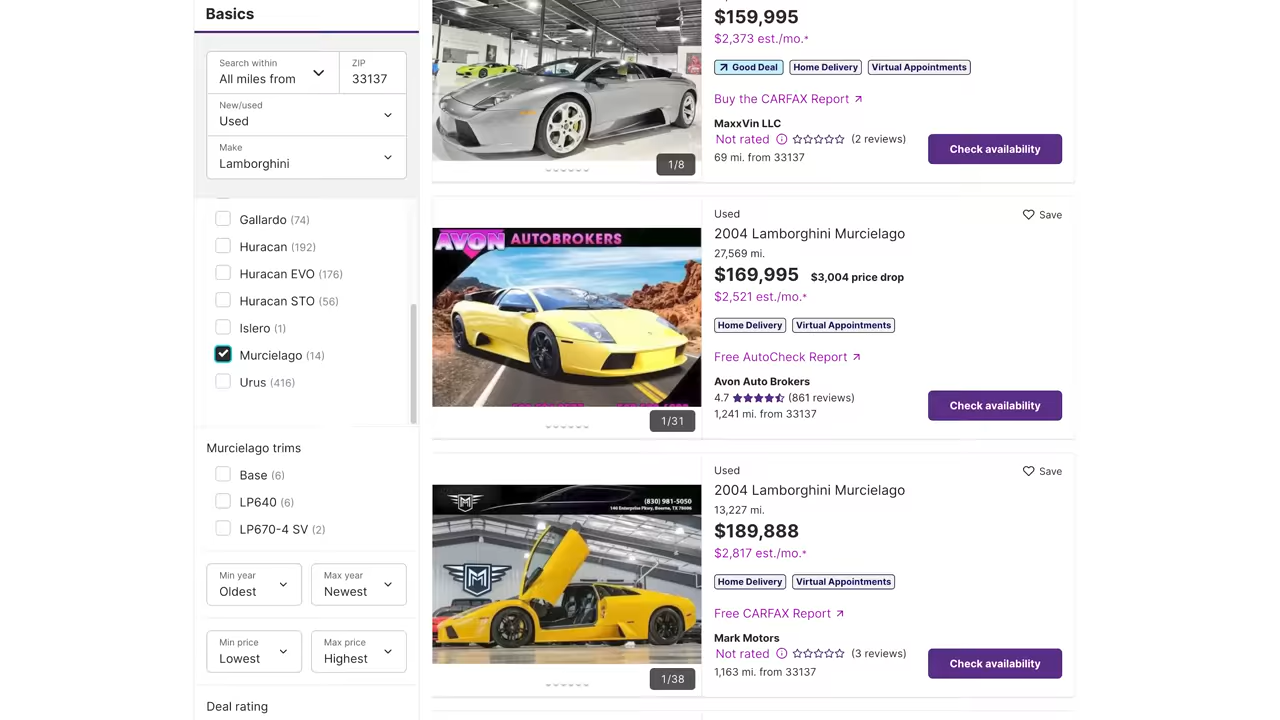 Basics
Search within
All miles from
ZIP
33137
New/used
Used
Make
Lamborghini
Gallardo (74)
Huracan (192)
Huracan EVO (176)
Huracan STO (56)
Islero (1)
Murcielago (14)
Urus (416)
Murcielago trims
Base (6)
LP640 (6)
LP670-4 SV (2)
Min year
Oldest
Max year
Newest
Min price
Lowest
Max price
Highest
Deal rating
1/8
$159,995
$2,373 est./mo.*
Good Deal
Home Delivery
Virtual Appointments
Buy the CARFAX Report
MaxxVin LLC
Not rated (2 reviews)
69 mi. from 33137
Check availability
AVON AUTOBROKERS
1/31
Used
Save
2004 Lamborghini Murcielago
27,569 mi.
$169,995 $3,004 price drop
$2,521 est./mo.*
Home Delivery
Virtual Appointments
Free AutoCheck Report
Avon Auto Brokers
4.7 (861 reviews)
1,241 mi. from 33137
Check availability
(830) 981-5050
1/38
Used
Save
2004 Lamborghini Murcielago
13,227 mi.
$189,888
$2,817 est./mo.*
Home Delivery
Virtual Appointments
Free CARFAX Report
Mark Motors
Not rated (3 reviews)
1,163 mi. from 33137
Check availability